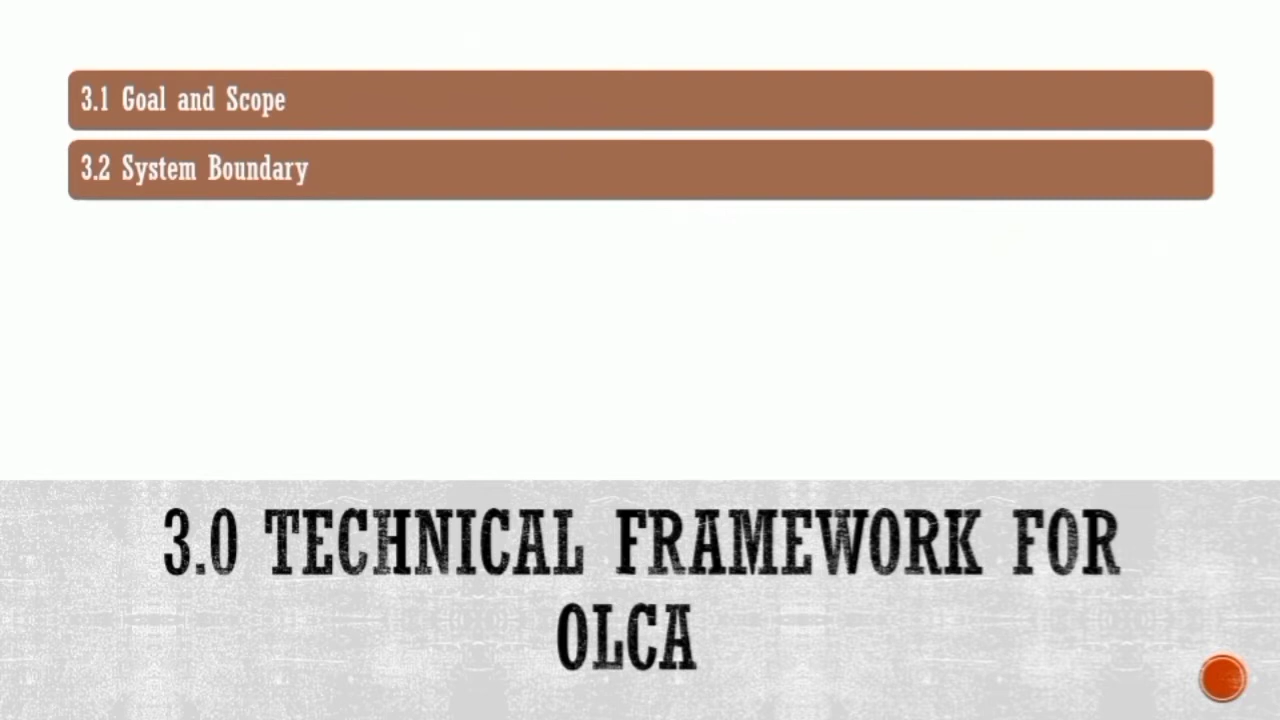 3.1 Goal and Scope
3.2 System Boundary
3.0 TECHNICAL FRAMEWORK FOR
OLCA